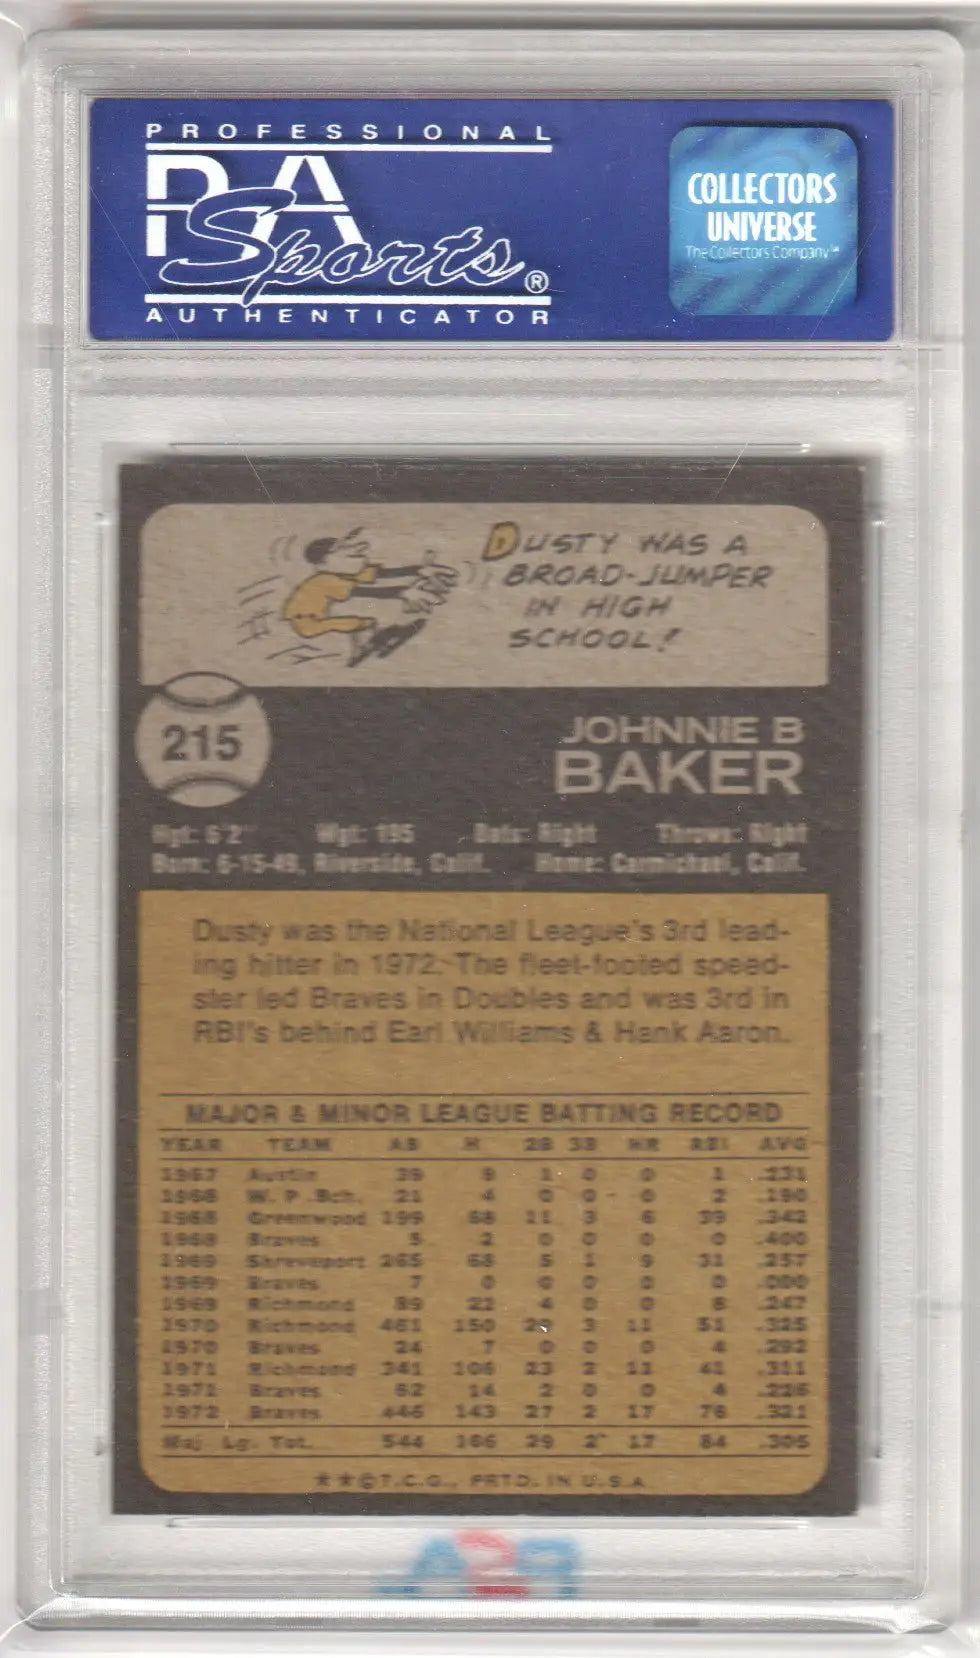 PROFESSIONAL
PSA
Sports®
AUTHENTICATOR
COLLECTORS
UNIVERSE
The Collectors Company℠
DUSTY WAS A
BROAD-JUMPER
IN HIGH
SCHOOL!
215
JOHNNIE B
BAKER
Hgt: 6'2" Wgt: 195 Bats: Right Throws: Right
Born: 6-15-49, Riverside, Calif. Home: Carmichael, Calif.
Dusty was the National League's 3rd lead-
ing hitter in 1972. The fleet-footed speed-
ster led Braves in Doubles and was 3rd in
RBI's behind Earl Williams & Hank Aaron.
MAJOR & MINOR LEAGUE BATTING RECORD
YEAR TEAM AB H 2B 3B HR RBI AVG
1967 Austin 39 9 1 0 0 1 .231
1968 W. P. Bch. 21 4 0 0 0 2 .190
1968 Greenwood 199 68 11 3 6 39 .342
1968 Braves 5 2 0 0 0 0 .400
1969 Shreveport 265 68 5 1 9 31 .257
1969 Braves 7 0 0 0 0 0 .000
1969 Richmond 89 22 4 0 0 8 .247
1970 Richmond 461 150 29 3 11 51 .325
1970 Braves 24 7 0 0 0 4 .292
1971 Richmond 341 106 23 2 11 41 .311
1971 Braves 62 14 2 0 0 4 .226
1972 Braves 446 143 27 2 17 76 .321
Maj. Lg. Tot. 544 166 29 2 17 84 .305
★★©T.C.G., PRTD. IN U.S.A